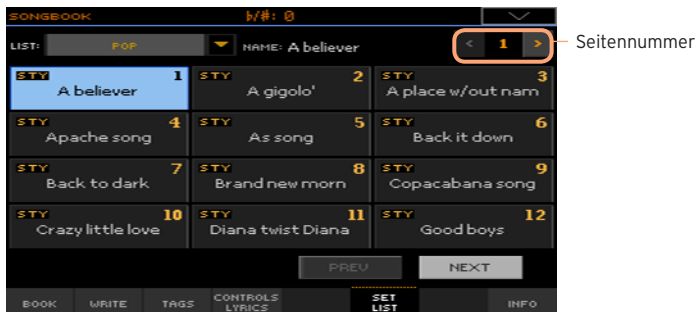 SONGBOOK b/#: 0
LIST: POP NAME: A believer < 1 > Seitennummer
STY 1 STY 2 STY 3
A believer A gigolo' A place w/out nam
STY 4 STY 5 STY 6
Apache song As song Back it down
STY 7 STY 8 STY 9
Back to dark Brand new morn Copacabana song
STY 10 STY 11 STY 12
Crazy little love Diana twist Diana Good boys
PREV NEXT
BOOK WRITE TAGS CONTROLS LYRICS SET LIST INFO